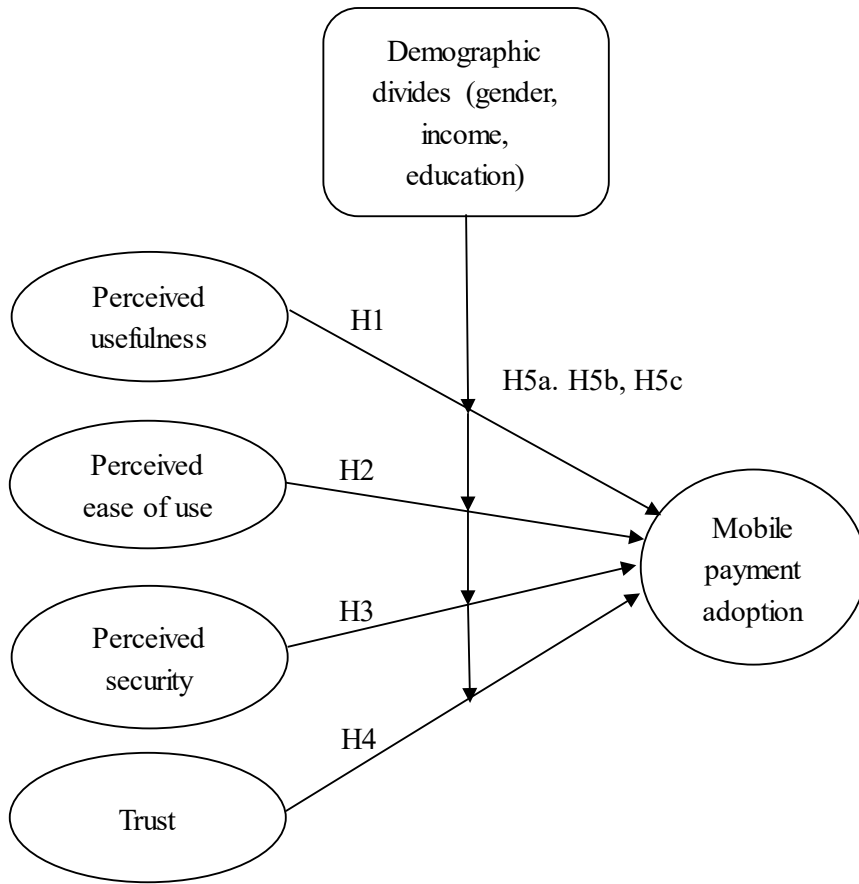 Demographic
divides (gender,
income,
education)
Perceived
usefulness
H1
H5a. H5b, H5c
Perceived
ease of use
H2
Mobile
payment
adoption
Perceived
security
H3
H4
Trust